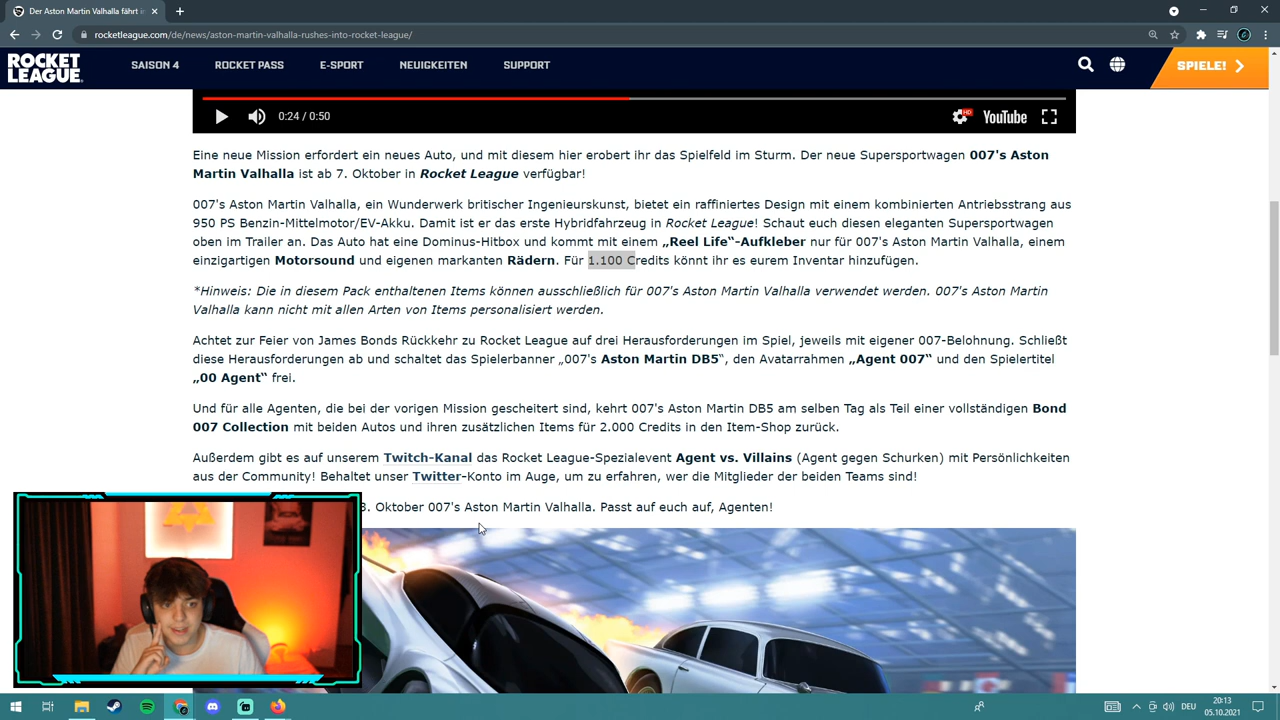 Der Aston Martin Valhalla fährt i
rocketleague.com/de/news/aston-martin-valhalla-rushes-into-rocket-league/
ROCKET
LEAGUE
SAISON 4
ROCKET PASS
E-SPORT
NEUIGKEITEN
SUPPORT
SPIELE!
0:24 / 0:50
HD
YouTube
Eine neue Mission erfordert ein neues Auto, und mit diesem hier erobert ihr das Spielfeld im Sturm. Der neue Supersportwagen 007's Aston
Martin Valhalla ist ab 7. Oktober in Rocket League verfügbar!
007's Aston Martin Valhalla, ein Wunderwerk britischer Ingenieurskunst, bietet ein raffiniertes Design mit einem kombinierten Antriebsstrang aus
950 PS Benzin-Mittelmotor/EV-Akku. Damit ist er das erste Hybridfahrzeug in Rocket League! Schaut euch diesen eleganten Supersportwagen
oben im Trailer an. Das Auto hat eine Dominus-Hitbox und kommt mit einem „Reel Life“-Aufkleber nur für 007's Aston Martin Valhalla, einem
einzigartigen Motorsound und eigenen markanten Rädern. Für 1.100 Credits könnt ihr es eurem Inventar hinzufügen.
*Hinweis: Die in diesem Pack enthaltenen Items können ausschließlich für 007's Aston Martin Valhalla verwendet werden. 007's Aston Martin
Valhalla kann nicht mit allen Arten von Items personalisiert werden.
Achtet zur Feier von James Bonds Rückkehr zu Rocket League auf drei Herausforderungen im Spiel, jeweils mit eigener 007-Belohnung. Schließt
diese Herausforderungen ab und schaltet das Spielerbanner „007's Aston Martin DB5“, den Avatarrahmen „Agent 007“ und den Spielertitel
„00 Agent“ frei.
Und für alle Agenten, die bei der vorigen Mission gescheitert sind, kehrt 007's Aston Martin DB5 am selben Tag als Teil einer vollständigen Bond
007 Collection mit beiden Autos und ihren zusätzlichen Items für 2.000 Credits in den Item-Shop zurück.
Außerdem gibt es auf unserem Twitch-Kanal das Rocket League-Spezialevent Agent vs. Villains (Agent gegen Schurken) mit Persönlichkeiten
aus der Community! Behaltet unser Twitter-Konto im Auge, um zu erfahren, wer die Mitglieder der beiden Teams sind!
3. Oktober 007's Aston Martin Valhalla. Passt auf euch auf, Agenten!
DEU
20:13
05.10.2021